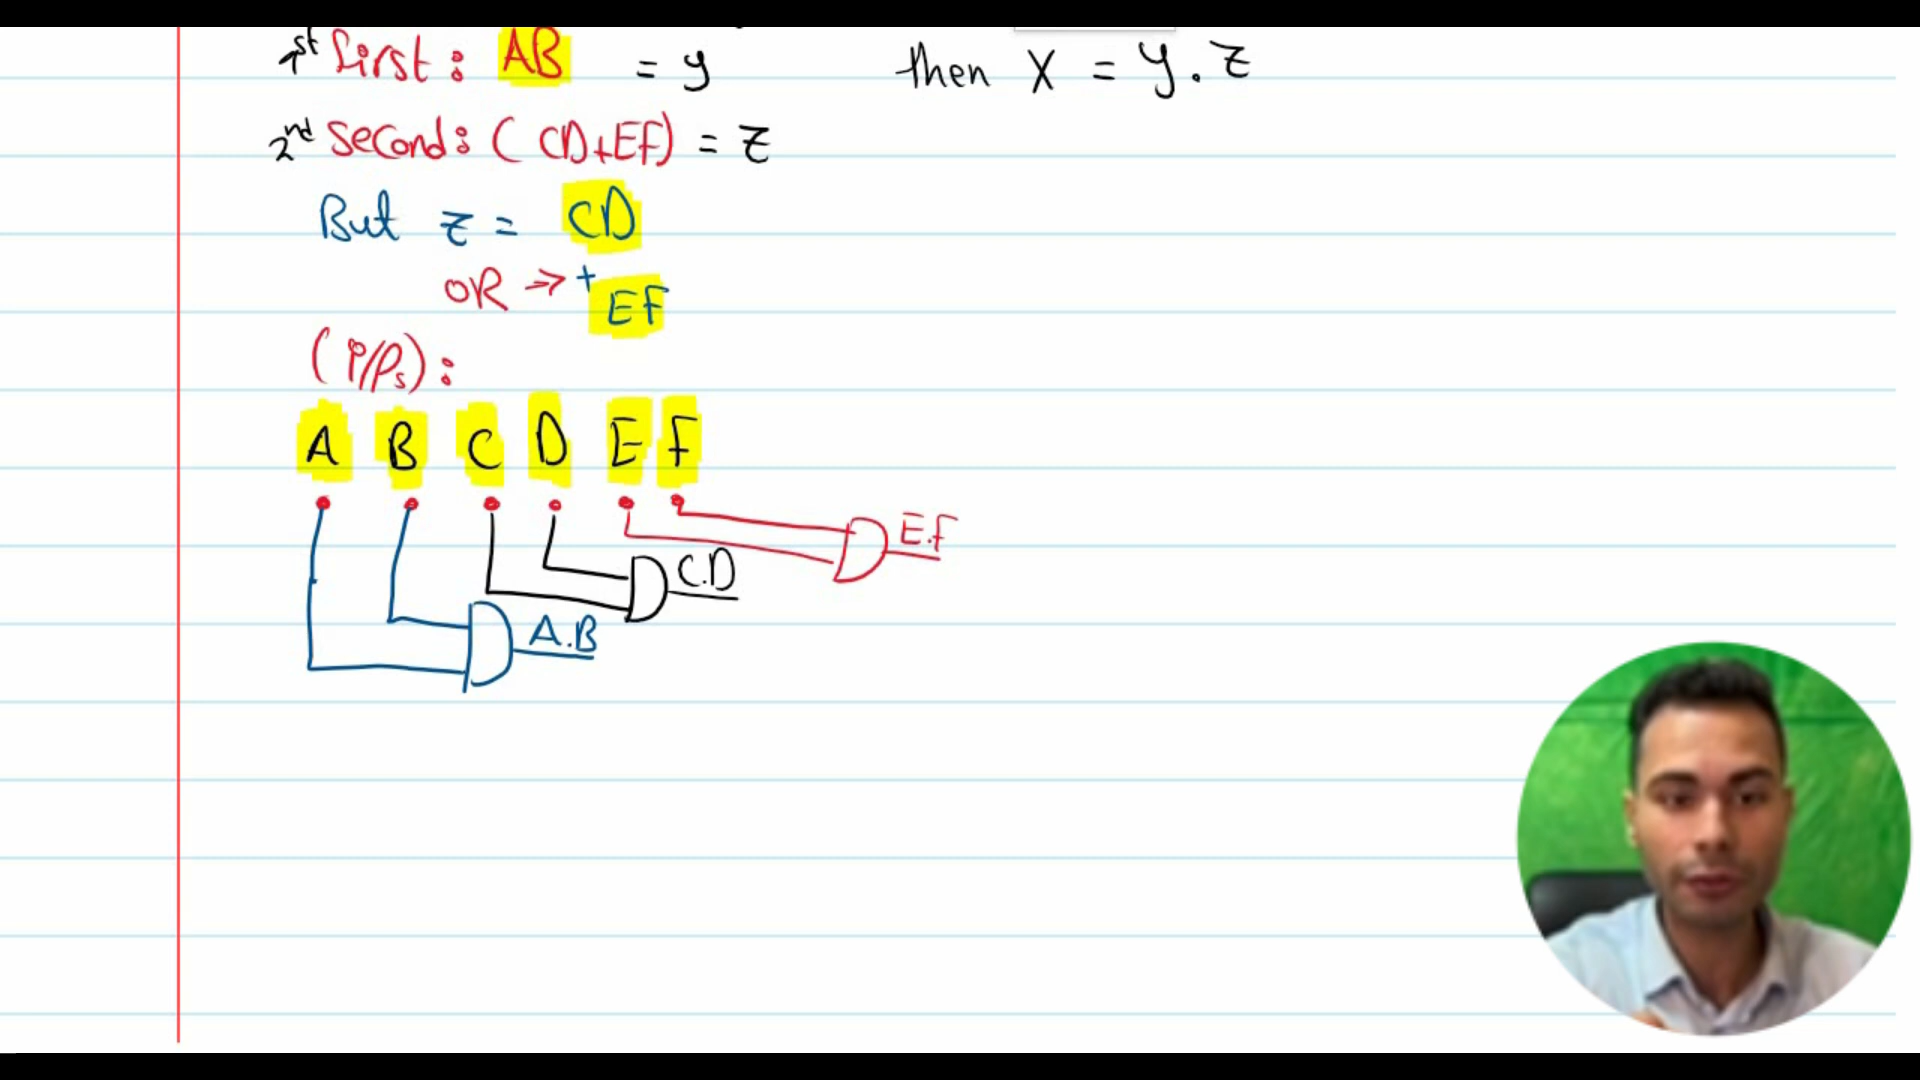 1st first: AB = y then X = y . z
2nd Second: ( CD+EF) = z
But z = CD
OR → +
EF
(i/Ps) :
A B C D E F
E.F
C.D
A.B